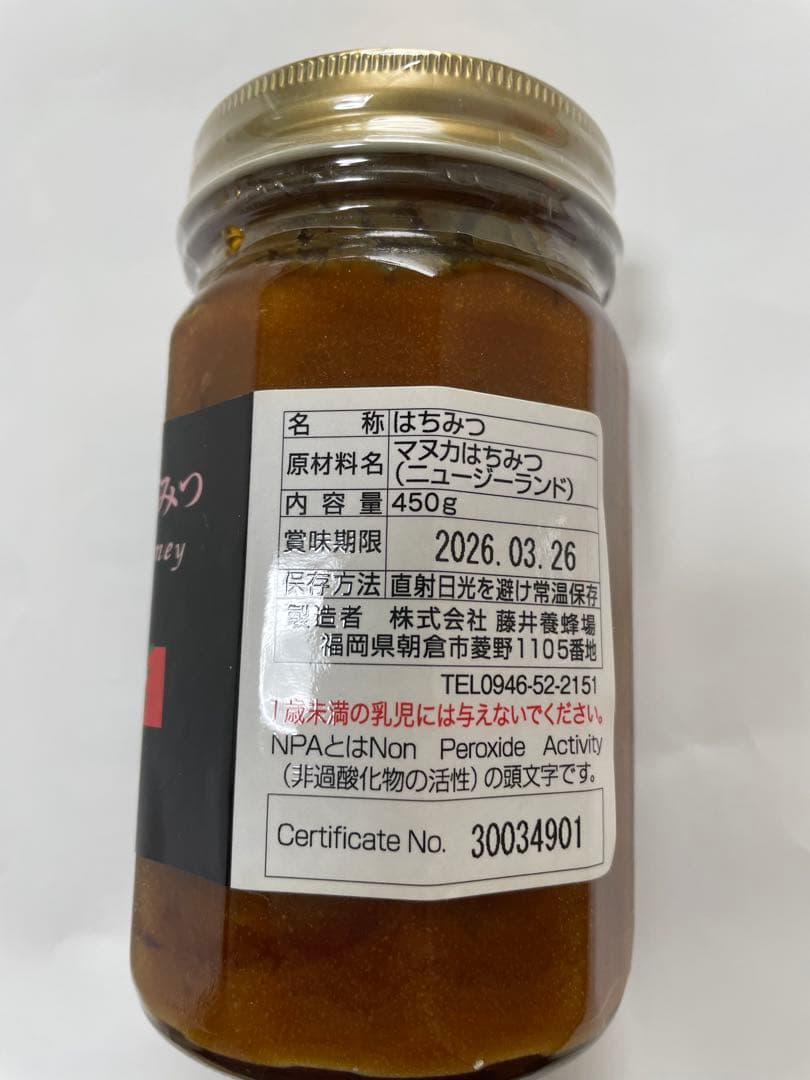 みつ
ney
名称 はちみつ
原材料名 マヌカはちみつ
(ニュージーランド)
内容量 450g
賞味期限 2026.03.26
保存方法 直射日光を避け常温保存
製造者 株式会社 藤井養蜂場
福岡県朝倉市菱野1105番地
TEL0946-52-2151
1歳未満の乳児には与えないでください。
NPAとはNon Peroxide Activity
(非過酸化物の活性)の頭文字です。
Certificate No. 30034901